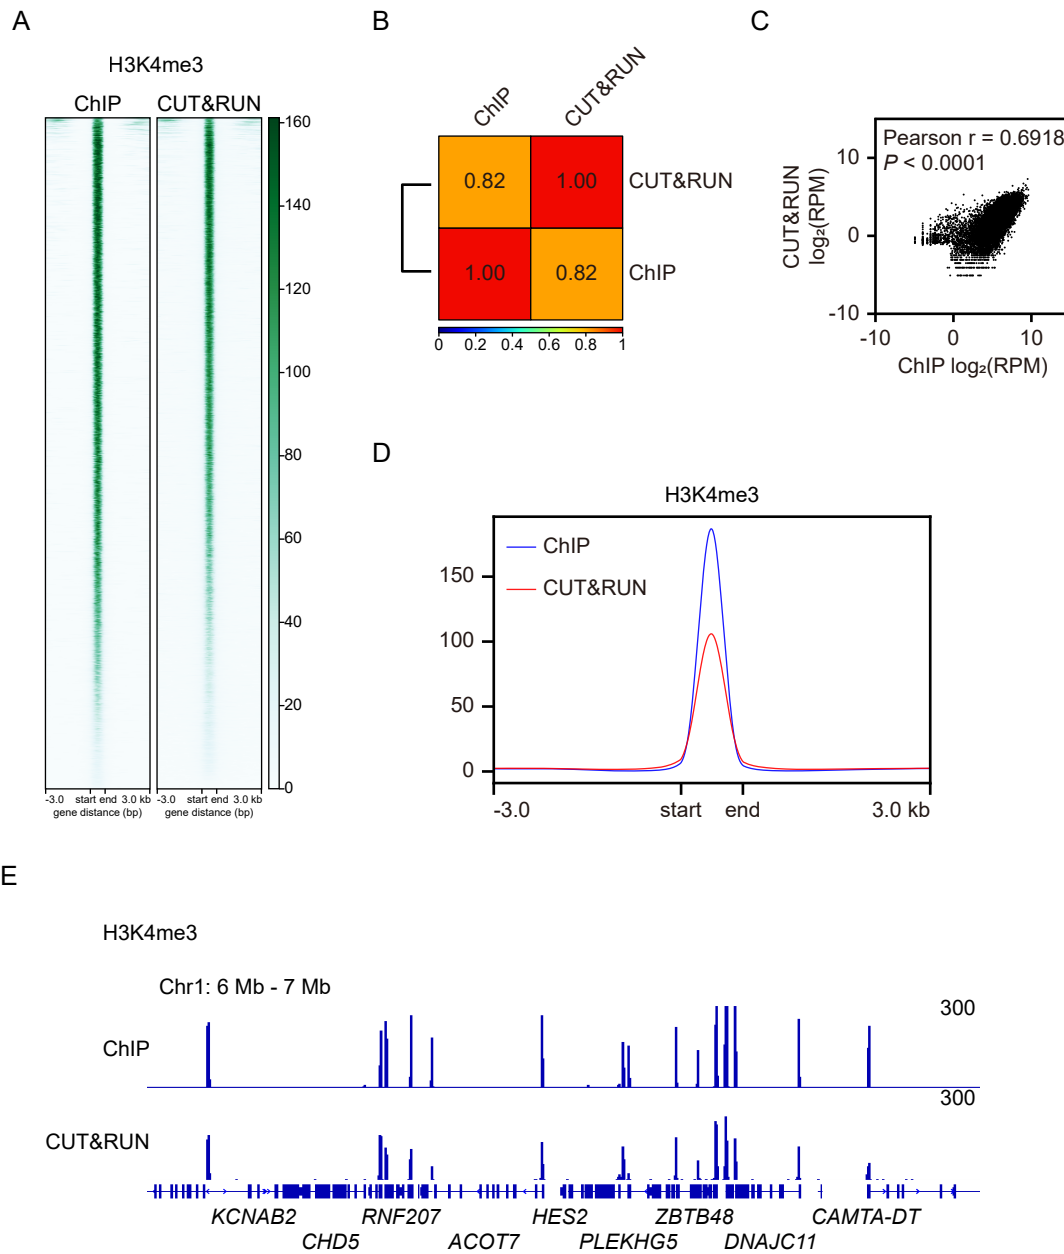 A
H3K4me3
ChIP CUT&RUN
160
140
120
100
80
60
40
20
0
-3.0 start end 3.0 kb -3.0 start end 3.0 kb
gene distance (bp) gene distance (bp)
B
ChIP CUT&RUN
0.82 1.00 CUT&RUN
1.00 0.82 ChIP
0 0.2 0.4 0.6 0.8 1
C
Pearson r = 0.6918
P < 0.0001
CUT&RUN
log₂(RPM)
10
0
-10
-10 0 10
ChIP log₂(RPM)
D
H3K4me3
ChIP
CUT&RUN
150
100
50
0
-3.0 start end 3.0 kb
E
H3K4me3
Chr1: 6 Mb - 7 Mb
300
ChIP
300
CUT&RUN
KCNAB2 RNF207 HES2 ZBTB48 CAMTA-DT
CHD5 ACOT7 PLEKHG5 DNAJC11